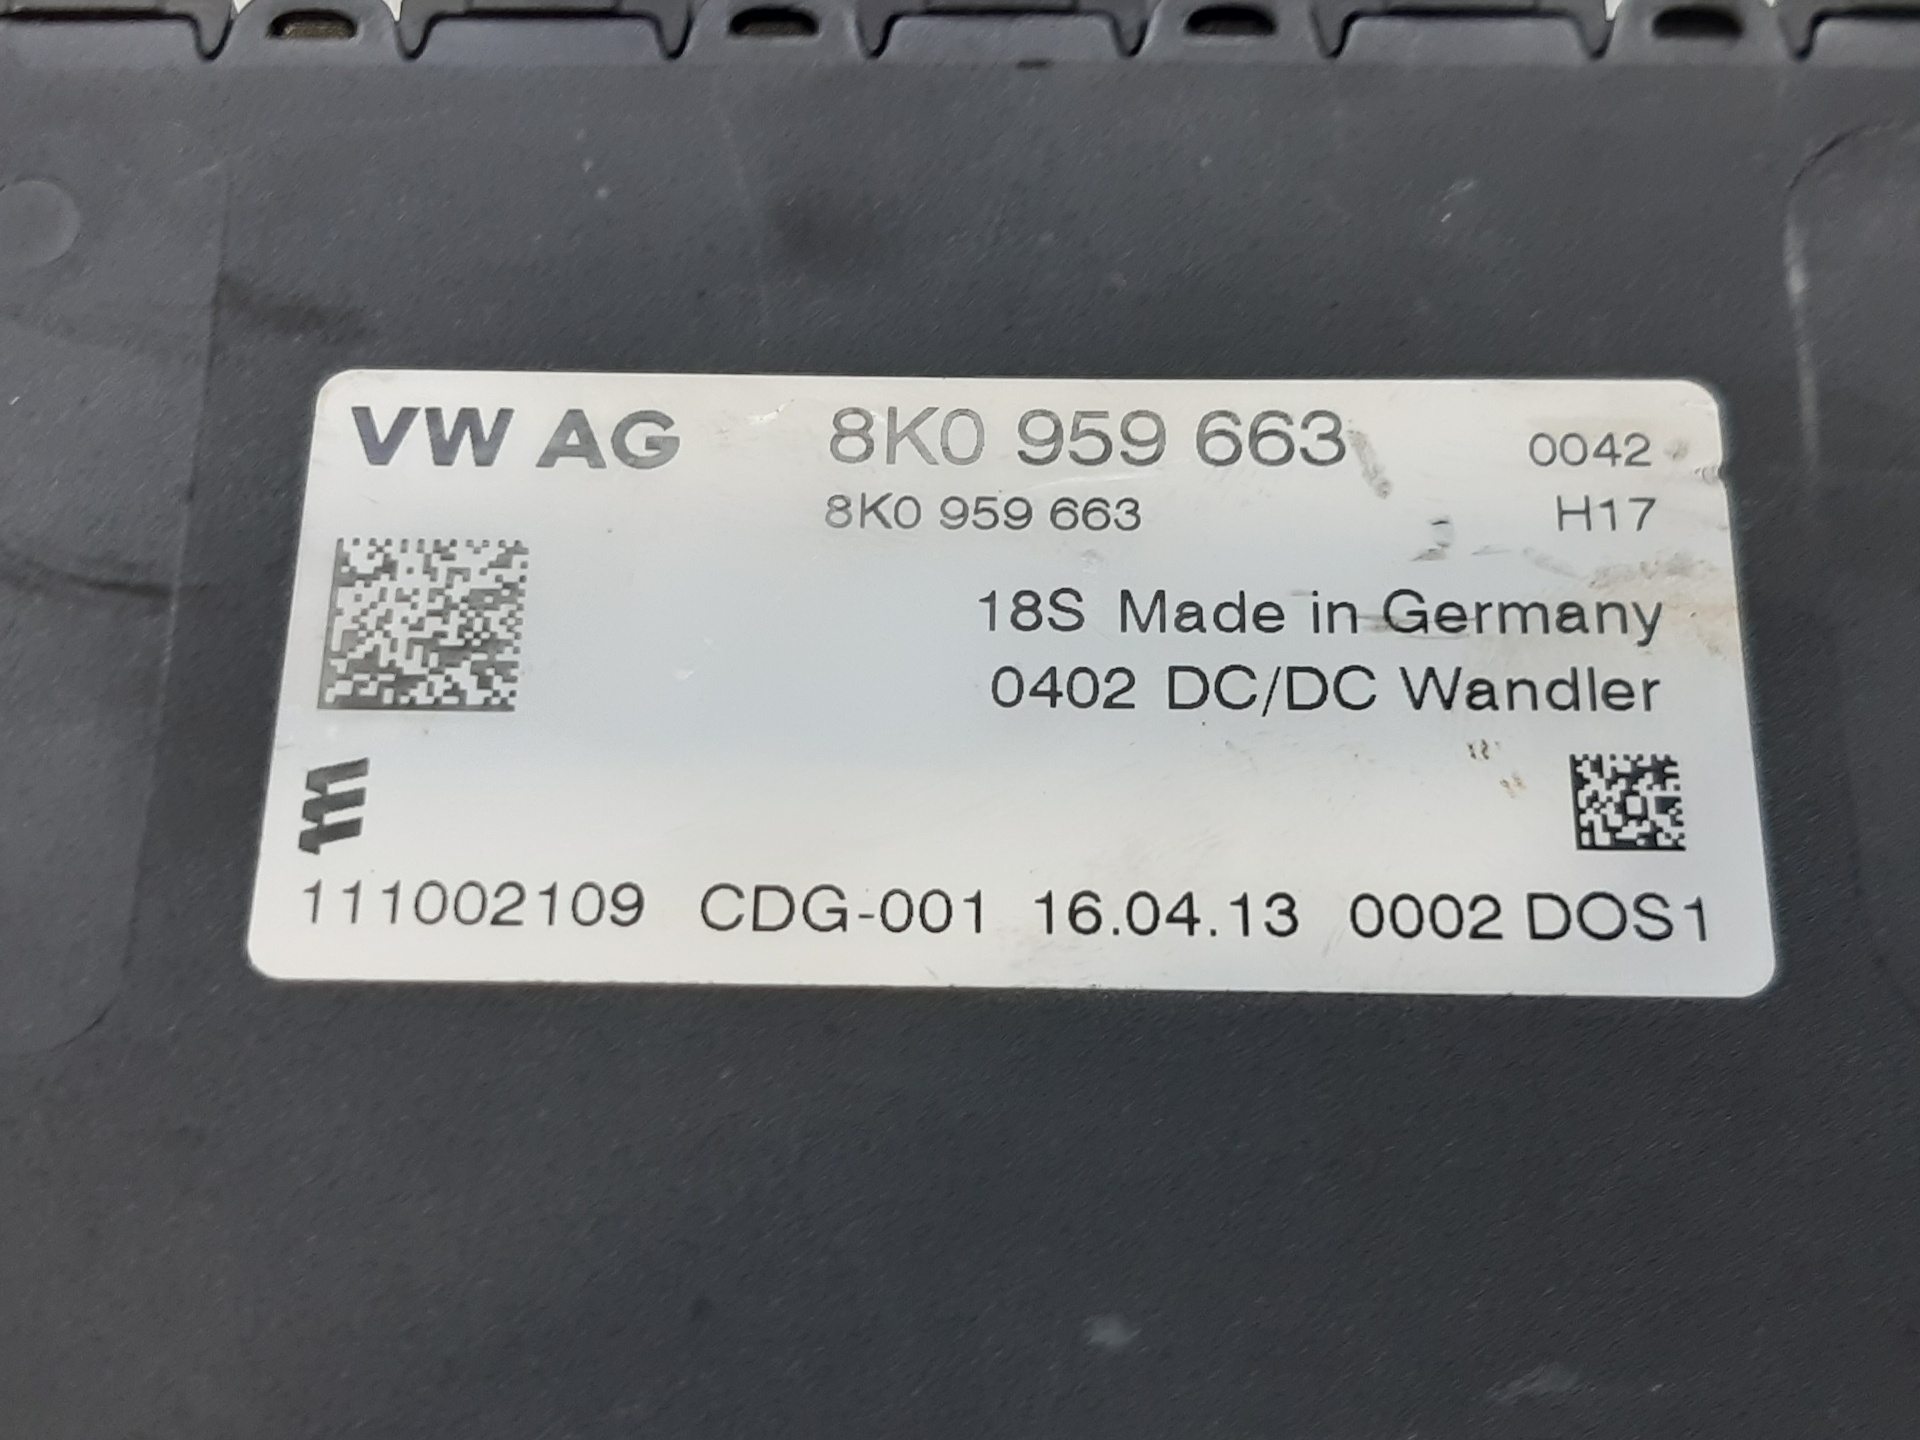 VW AG 8K0 959 663 0042
8K0 959 663 H17
18S Made in Germany
0402 DC/DC Wandler
111002109 CDG-001 16.04.13 0002 DOS1